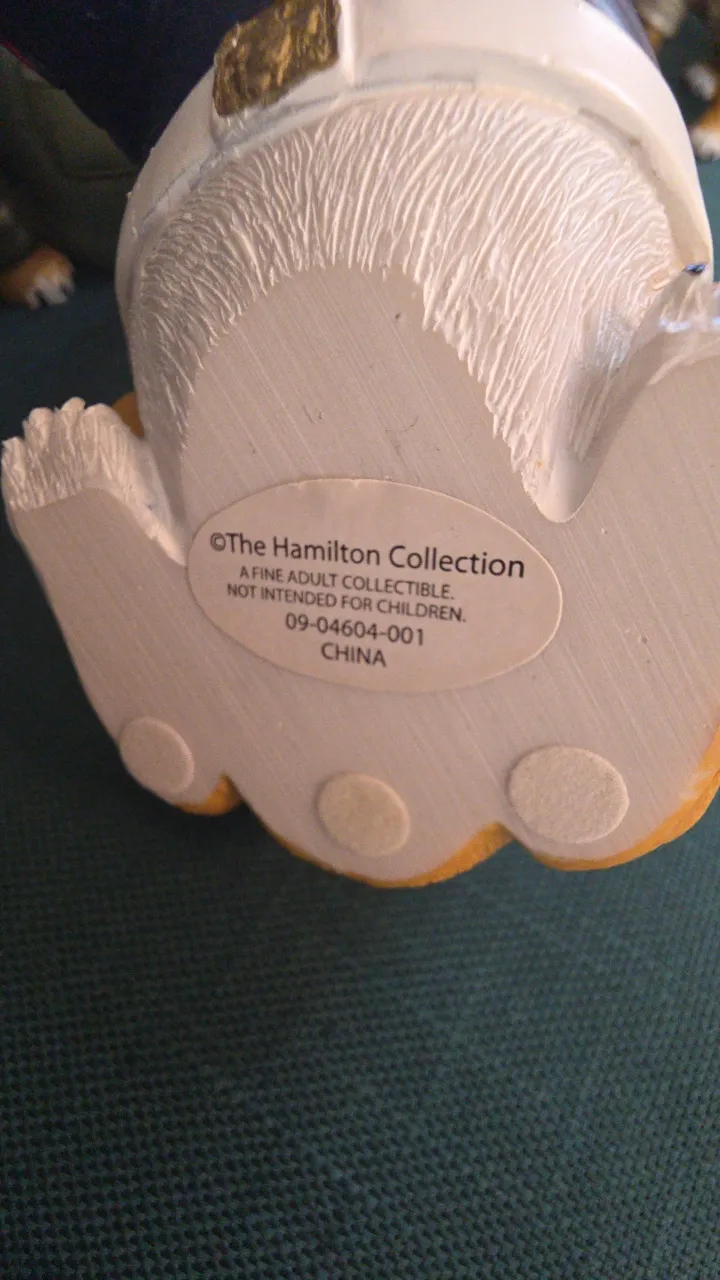 ©The Hamilton Collection
A FINE ADULT COLLECTIBLE.
NOT INTENDED FOR CHILDREN.
09-04604-001
CHINA